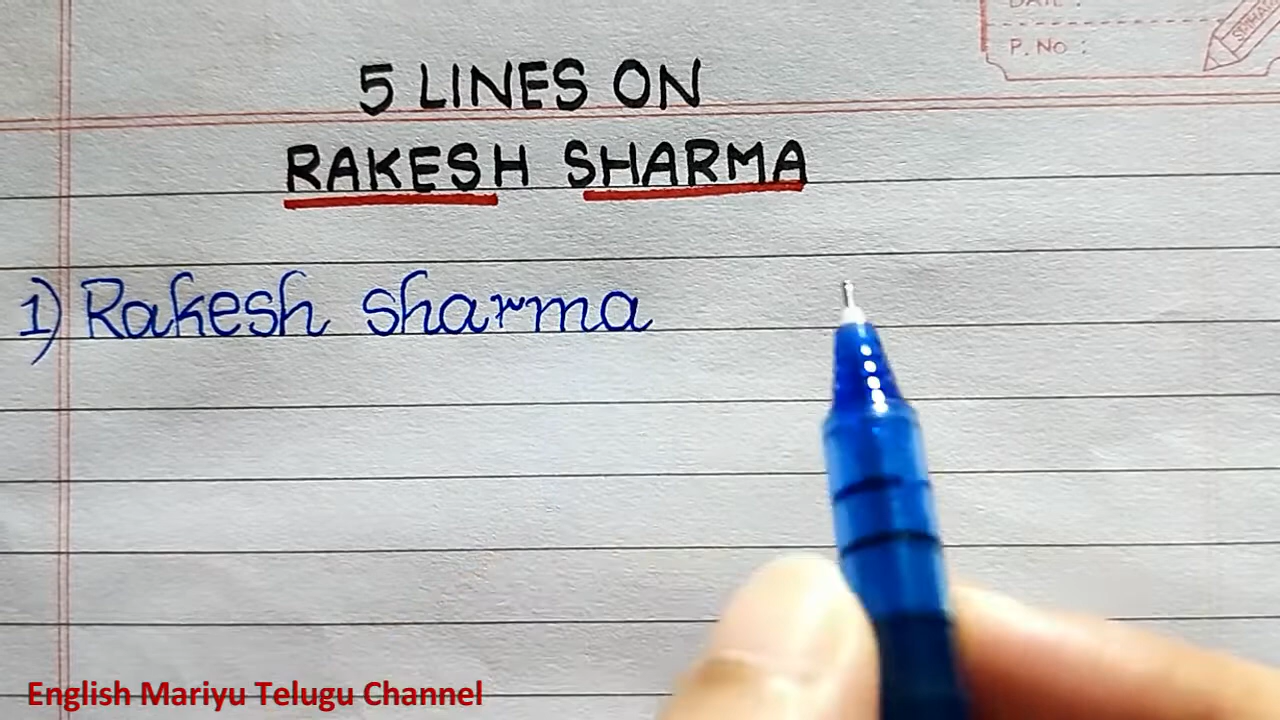 P. No :
5 LINES ON
RAKESH SHARMA
1) Rakesh sharma
English Mariyu Telugu Channel